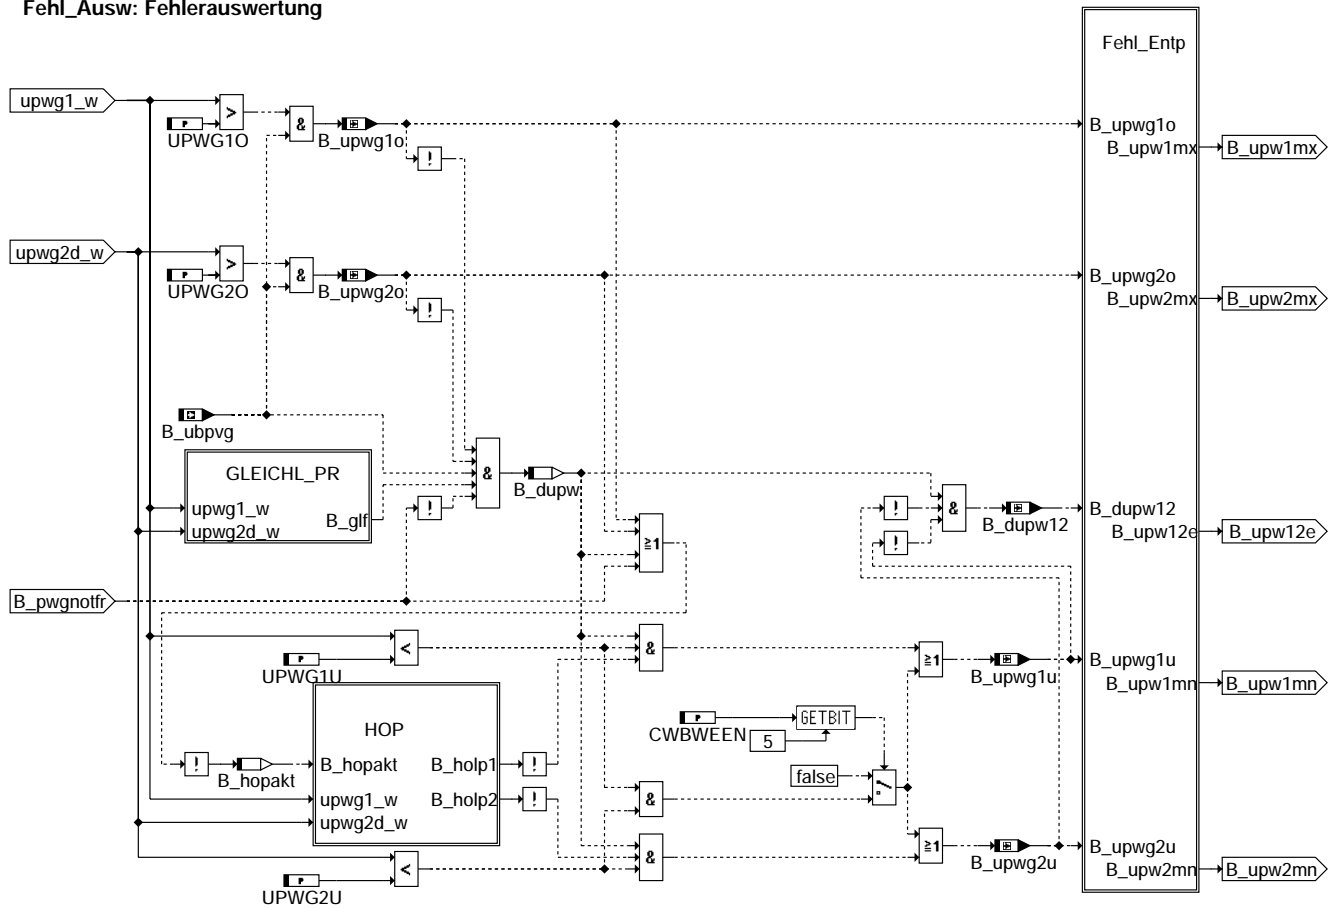 Fehl_Ausw: Fehlerauswertung
Fehl_Entp
upwg1_w
>
P
UPWG1O
&
B_upwg1o
!
B_upwg1o
B_upw1mx
B_upw1mx
upwg2d_w
>
P
UPWG2O
&
B_upwg2o
!
B_upwg2o
B_upw2mx
B_upw2mx
B_ubpvg
GLEICHL_PR
upwg1_w
B_glf
upwg2d_w
!
&
B_dupw
≥1
!
!
&
B_dupw12
B_dupw12
B_upw12e
B_upw12e
B_pwgnotfr
<
P
UPWG1U
&
≥1
B_upwg1u
B_upwg1u
B_upw1mn
B_upw1mn
HOP
!
B_hopakt
B_hopakt
B_holp1
!
upwg1_w
B_holp2
!
upwg2d_w
P
CWBWEEN
GETBIT
5
false
&
<
P
UPWG2U
&
≥1
B_upwg2u
B_upwg2u
B_upw2mn
B_upw2mn